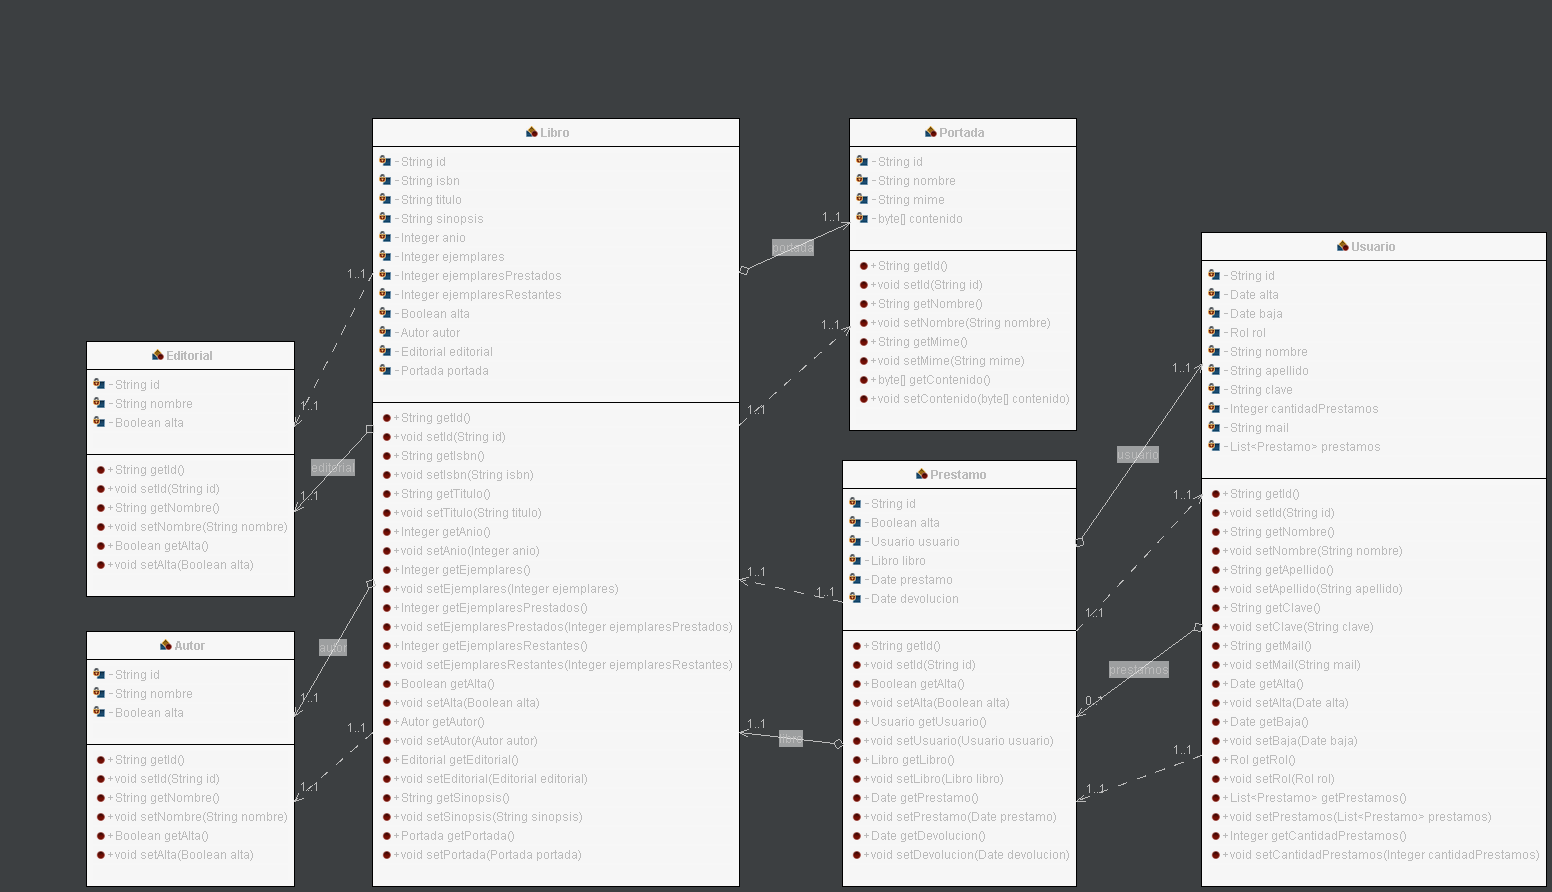 Libro
- String id
- String isbn
- String titulo
- String sinopsis
- Integer anio
- Integer ejemplares
- Integer ejemplaresPrestados
- Integer ejemplaresRestantes
- Boolean alta
- Autor autor
- Editorial editorial
- Portada portada
+ String getId()
+ void setId(String id)
+ String getIsbn()
+ void setIsbn(String isbn)
+ String getTitulo()
+ void setTitulo(String titulo)
+ Integer getAnio()
+ void setAnio(Integer anio)
+ Integer getEjemplares()
+ void setEjemplares(Integer ejemplares)
+ Integer getEjemplaresPrestados()
+ void setEjemplaresPrestados(Integer ejemplaresPrestados)
+ Integer getEjemplaresRestantes()
+ void setEjemplaresRestantes(Integer ejemplaresRestantes)
+ Boolean getAlta()
+ void setAlta(Boolean alta)
+ Autor getAutor()
+ void setAutor(Autor autor)
+ Editorial getEditorial()
+ void setEditorial(Editorial editorial)
+ String getSinopsis()
+ void setSinopsis(String sinopsis)
+ Portada getPortada()
+ void setPortada(Portada portada)
Portada
- String id
- String nombre
- String mime
- byte[] contenido
+ String getId()
+ void setId(String id)
+ String getNombre()
+ void setNombre(String nombre)
+ String getMime()
+ void setMime(String mime)
+ byte[] getContenido()
+ void setContenido(byte[] contenido)
Usuario
- String id
- Date alta
- Date baja
- Rol rol
- String nombre
- String apellido
- String clave
- Integer cantidadPrestamos
- String mail
- List<Prestamo> prestamos
+ String getId()
+ void setId(String id)
+ String getNombre()
+ void setNombre(String nombre)
+ String getApellido()
+ void setApellido(String apellido)
+ String getClave()
+ void setClave(String clave)
+ String getMail()
+ void setMail(String mail)
+ Date getAlta()
+ void setAlta(Date alta)
+ Date getBaja()
+ void setBaja(Date baja)
+ Rol getRol()
+ void setRol(Rol rol)
+ List<Prestamo> getPrestamos()
+ void setPrestamos(List<Prestamo> prestamos)
+ Integer getCantidadPrestamos()
+ void setCantidadPrestamos(Integer cantidadPrestamos)
Editorial
- String id
- String nombre
- Boolean alta
+ String getId()
+ void setId(String id)
+ String getNombre()
+ void setNombre(String nombre)
+ Boolean getAlta()
+ void setAlta(Boolean alta)
Prestamo
- String id
- Boolean alta
- Usuario usuario
- Libro libro
- Date prestamo
- Date devolucion
+ String getId()
+ void setId(String id)
+ Boolean getAlta()
+ void setAlta(Boolean alta)
+ Usuario getUsuario()
+ void setUsuario(Usuario usuario)
+ Libro getLibro()
+ void setLibro(Libro libro)
+ Date getPrestamo()
+ void setPrestamo(Date prestamo)
+ Date getDevolucion()
+ void setDevolucion(Date devolucion)
Autor
- String id
- String nombre
- Boolean alta
+ String getId()
+ void setId(String id)
+ String getNombre()
+ void setNombre(String nombre)
+ Boolean getAlta()
+ void setAlta(Boolean alta)
1..1
portada
1..1
1..1
1..1
1..1
editorial
1..1
autor
1..1
1..1
1..1
1..1
usuario
1..1
1..1
1..1
1..1
prestamos
0..*
1..1
libro
1..1
1..1